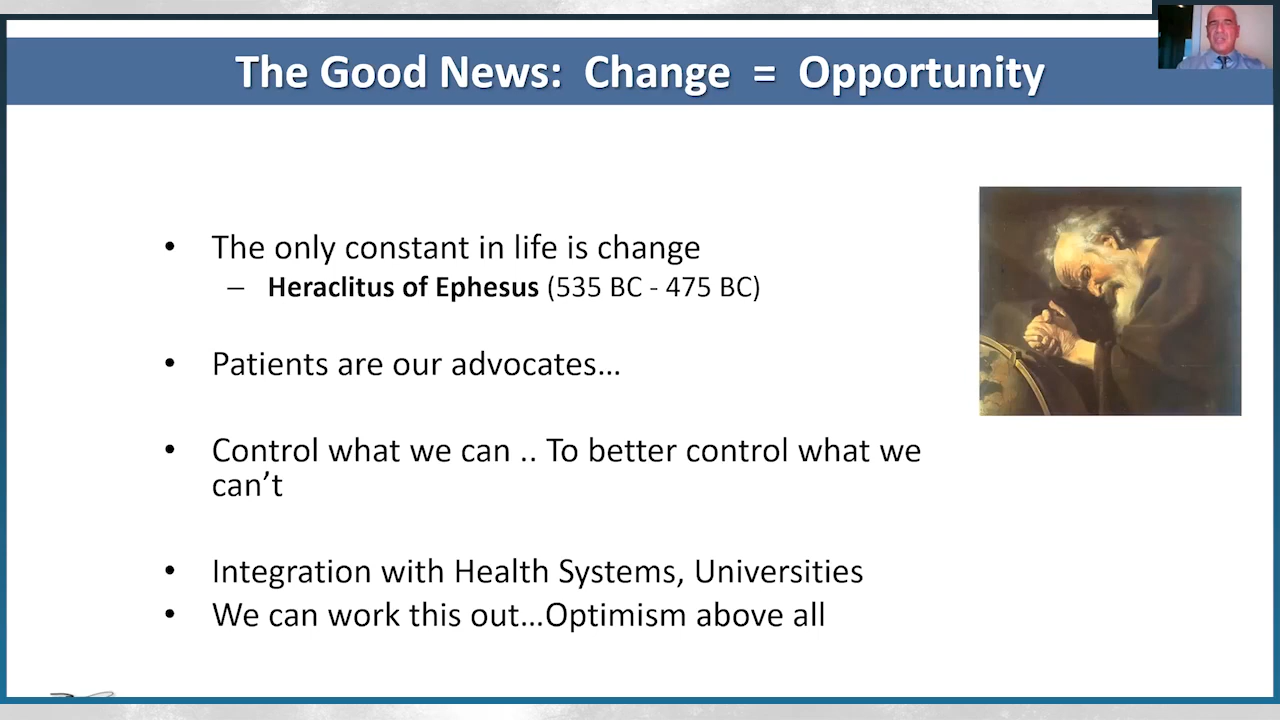 The Good News: Change = Opportunity
• The only constant in life is change
– Heraclitus of Ephesus (535 BC - 475 BC)
• Patients are our advocates...
• Control what we can .. To better control what we
can't
• Integration with Health Systems, Universities
• We can work this out...Optimism above all